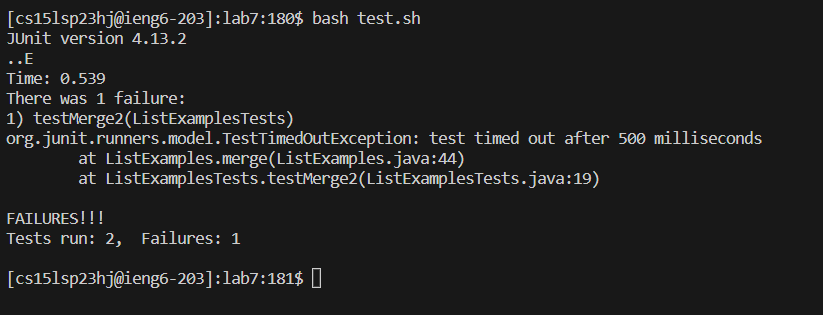 [cs15lsp23hj@ieng6-203]:lab7:180$ bash test.sh
JUnit version 4.13.2
..E
Time: 0.539
There was 1 failure:
1) testMerge2(ListExamplesTests)
org.junit.runners.model.TestTimedOutException: test timed out after 500 milliseconds
        at ListExamples.merge(ListExamples.java:44)
        at ListExamplesTests.testMerge2(ListExamplesTests.java:19)

FAILURES!!!
Tests run: 2,  Failures: 1

[cs15lsp23hj@ieng6-203]:lab7:181$